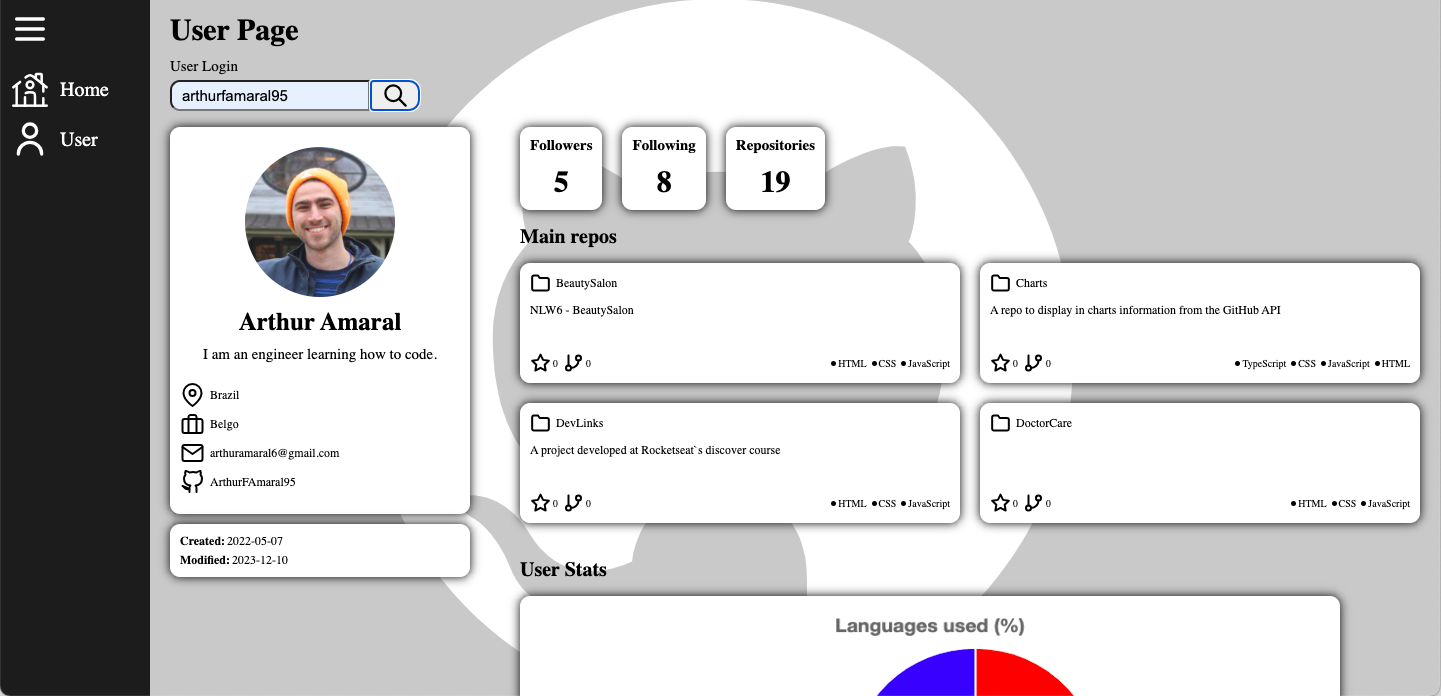 User Page
User Login
arthurfamaral95
Home
User
Arthur Amaral
I am an engineer learning how to code.
Brazil
Belgo
arthuramaral6@gmail.com
ArthurFAmaral95
Created: 2022-05-07
Modified: 2023-12-10
Followers
5
Following
8
Repositories
19
Main repos
BeautySalon
NLW6 - BeautySalon
0 0 HTML CSS JavaScript
Charts
A repo to display in charts information from the GitHub API
0 0 TypeScript CSS JavaScript HTML
DevLinks
A project developed at Rocketseat`s discover course
0 0 HTML CSS JavaScript
DoctorCare
0 0 HTML CSS JavaScript
User Stats
Languages used (%)